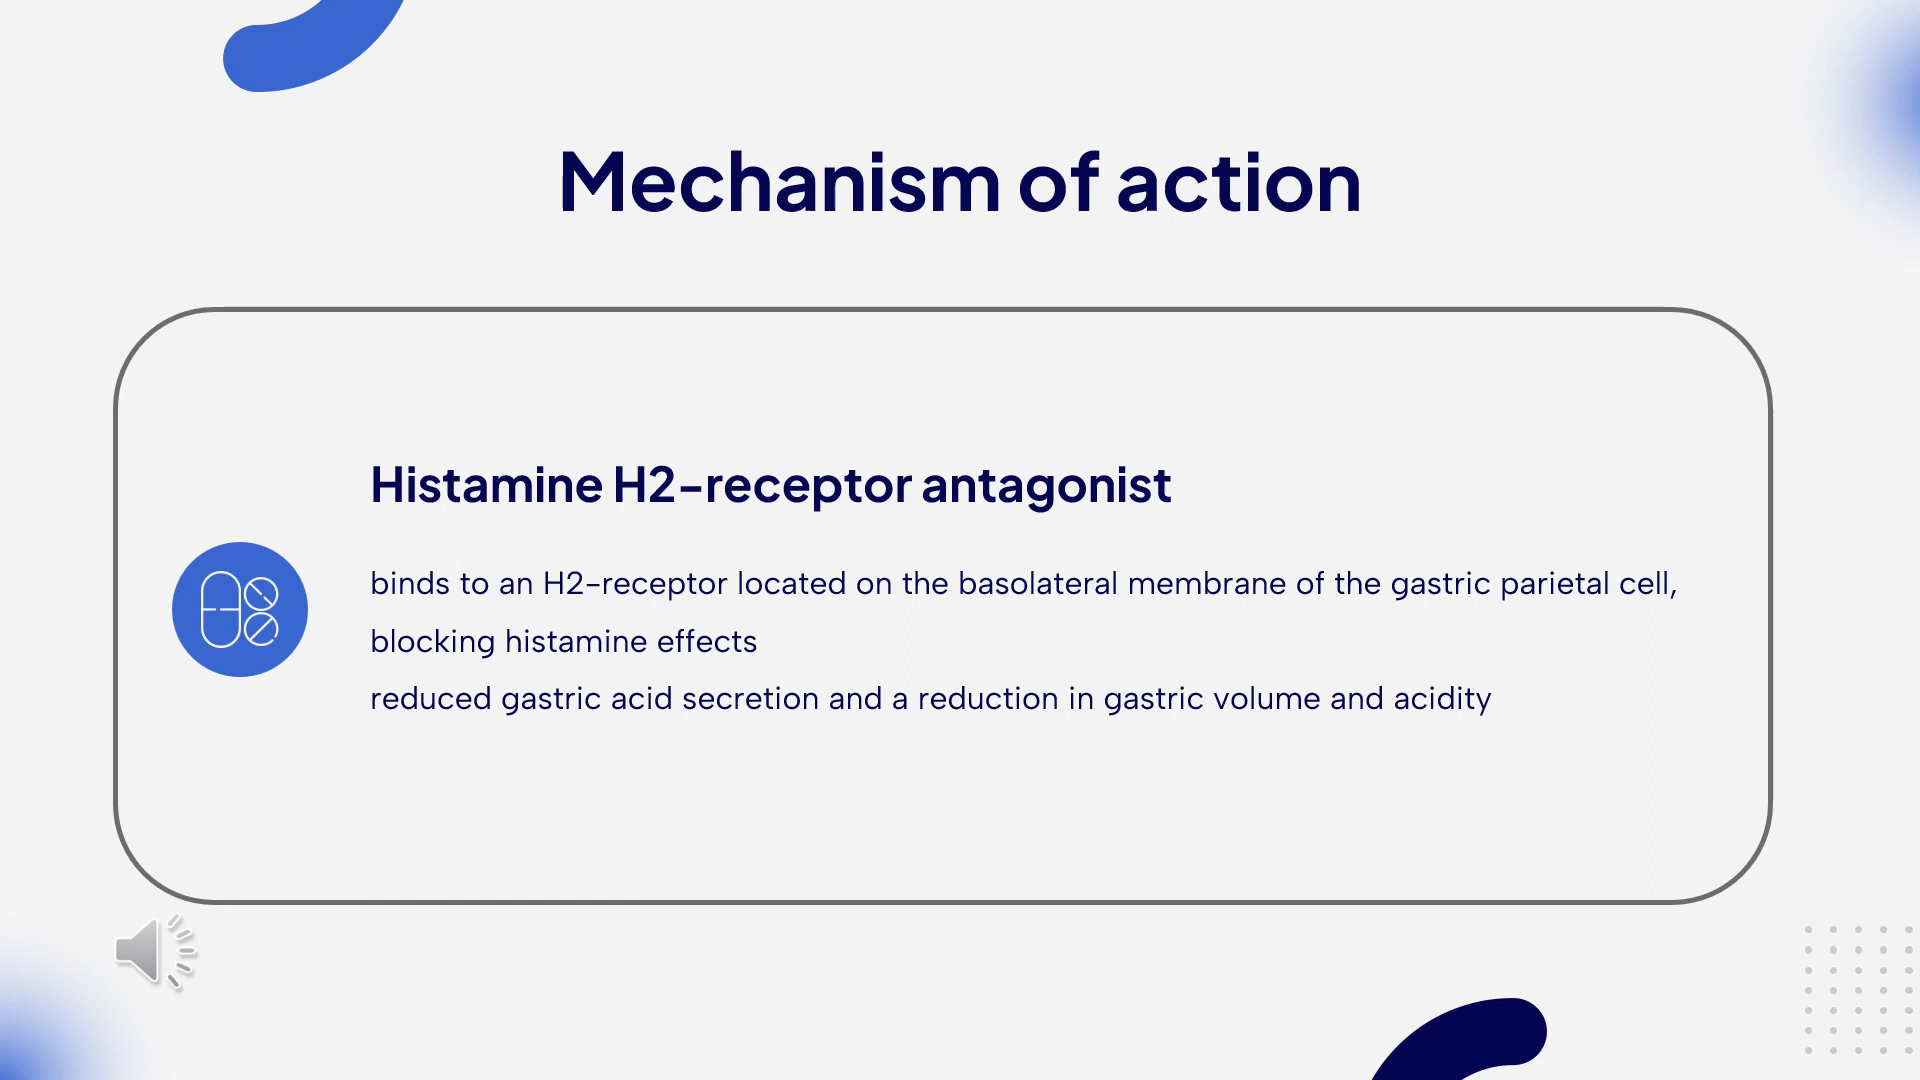 Mechanism of action
Histamine H2-receptor antagonist
binds to an H2-receptor located on the basolateral membrane of the gastric parietal cell,
blocking histamine effects
reduced gastric acid secretion and a reduction in gastric volume and acidity